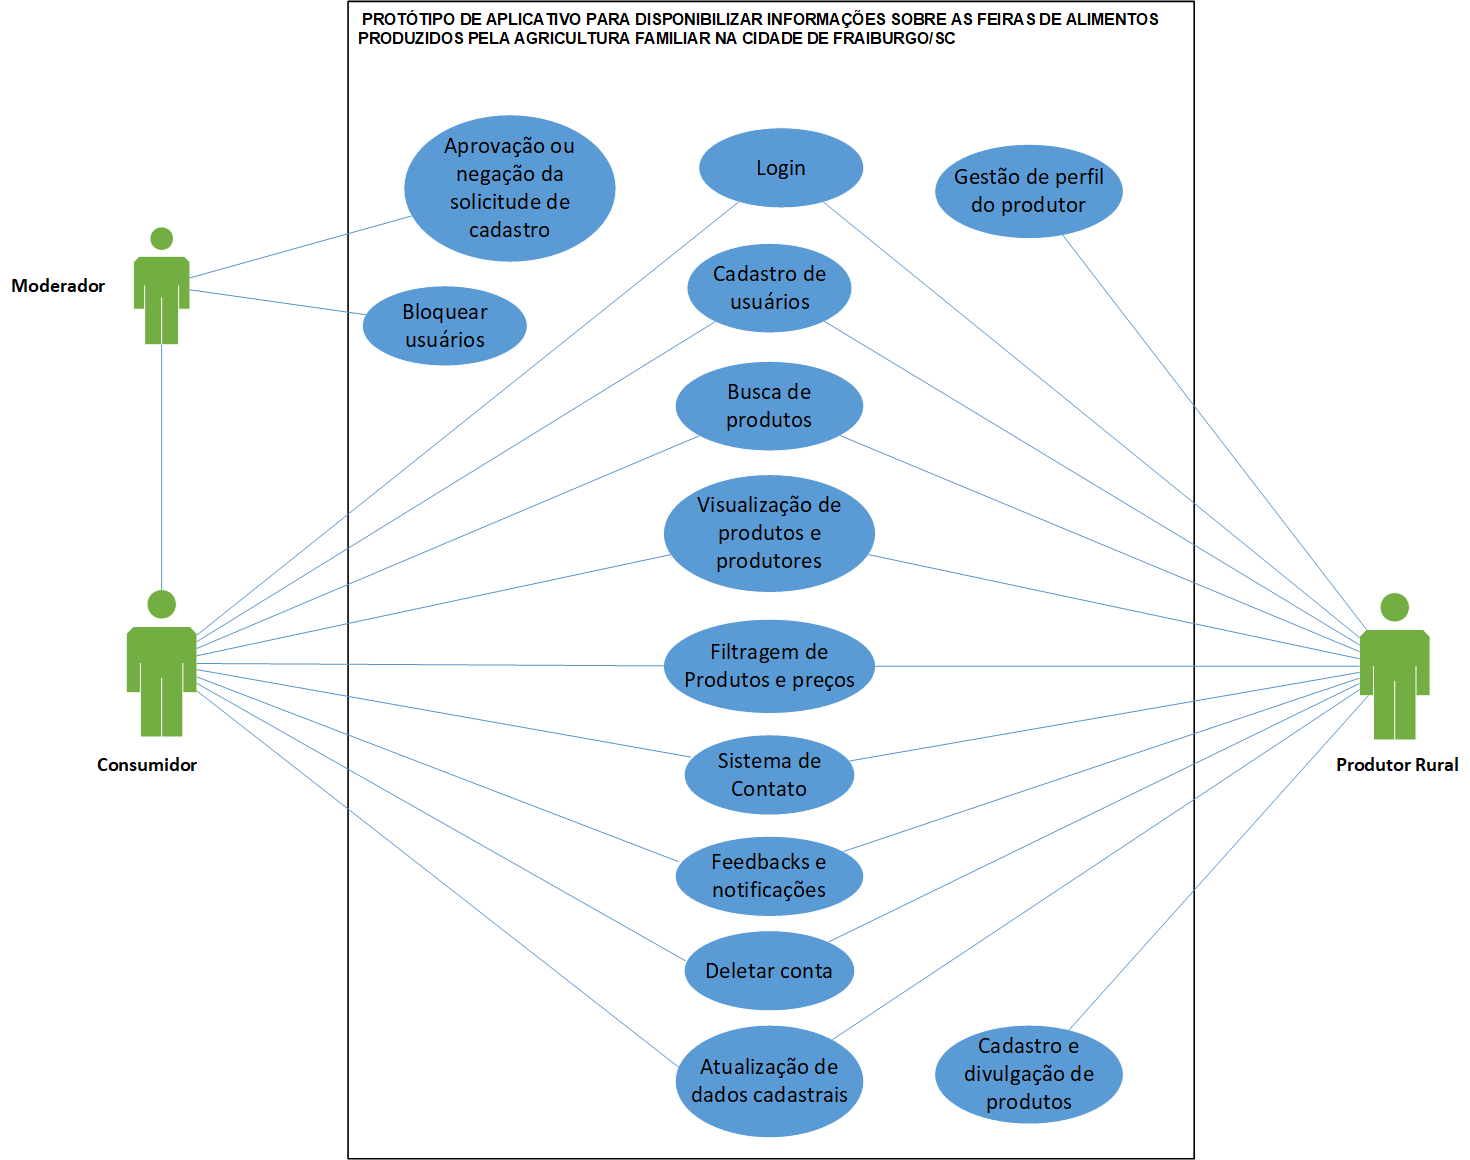 PROTÓTIPO DE APLICATIVO PARA DISPONIBILIZAR INFORMAÇÕES SOBRE AS FEIRAS DE ALIMENTOS
PRODUZIDOS PELA AGRICULTURA FAMILIAR NA CIDADE DE FRAIBURGO/SC
Aprovação ou
negação da
solicitude de
cadastro
Login
Gestão de perfil
do produtor
Moderador
Cadastro de
usuários
Bloquear
usuários
Busca de
produtos
Visualização de
produtos e
produtores
Filtragem de
Produtos e preços
Consumidor
Produtor Rural
Sistema de
Contato
Feedbacks e
notificações
Deletar conta
Atualização de
dados cadastrais
Cadastro e
divulgação de
produtos